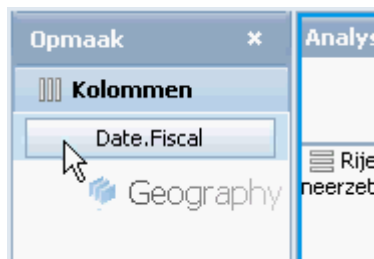 Opmaak
Analys
Kolommen
Date.Fiscal
Geography
Rije
neerzet